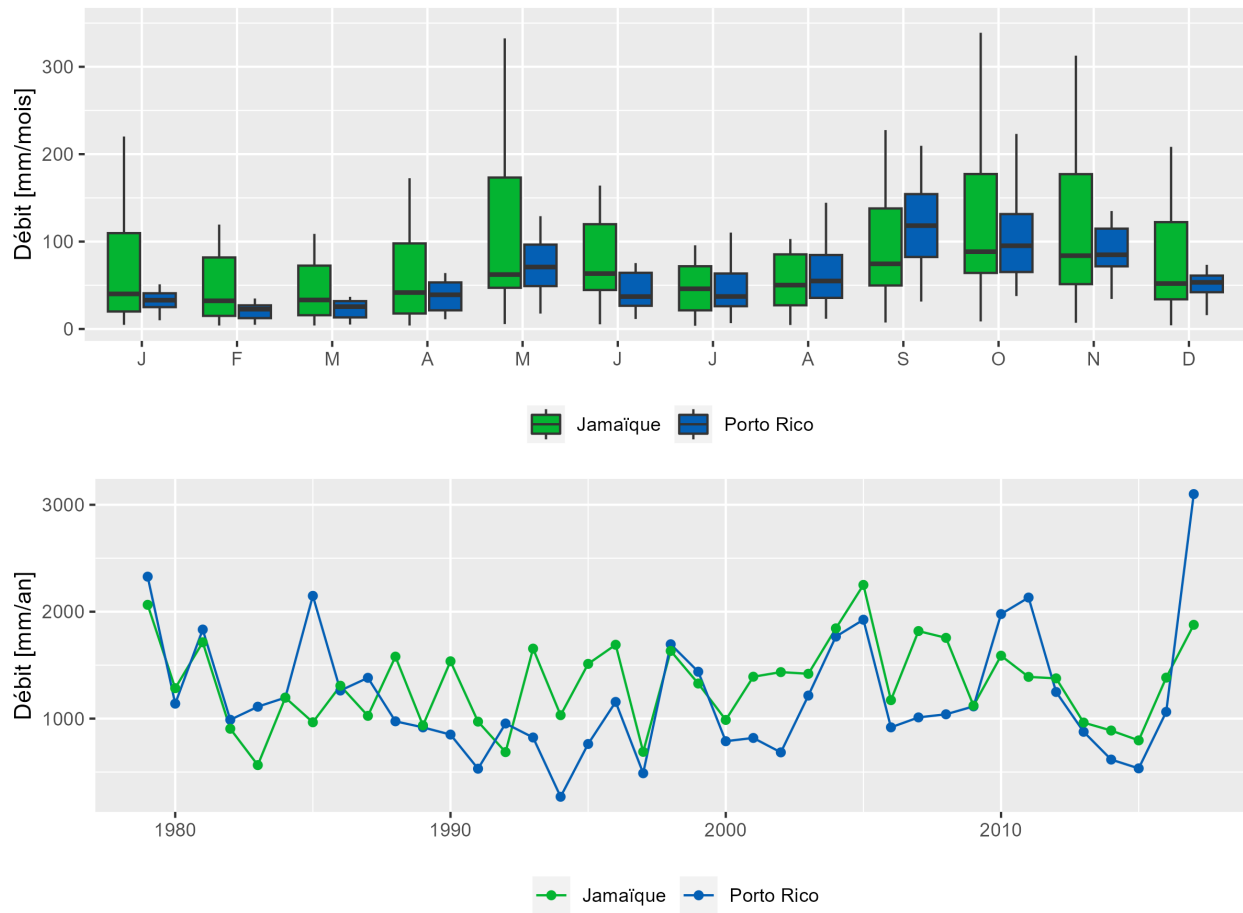 Débit [mm/mois]
300
200
100
0
J F M A M J J A S O N D
Jamaïque Porto Rico
Débit [mm/an]
3000
2000
1000
1980 1990 2000 2010
Jamaïque Porto Rico